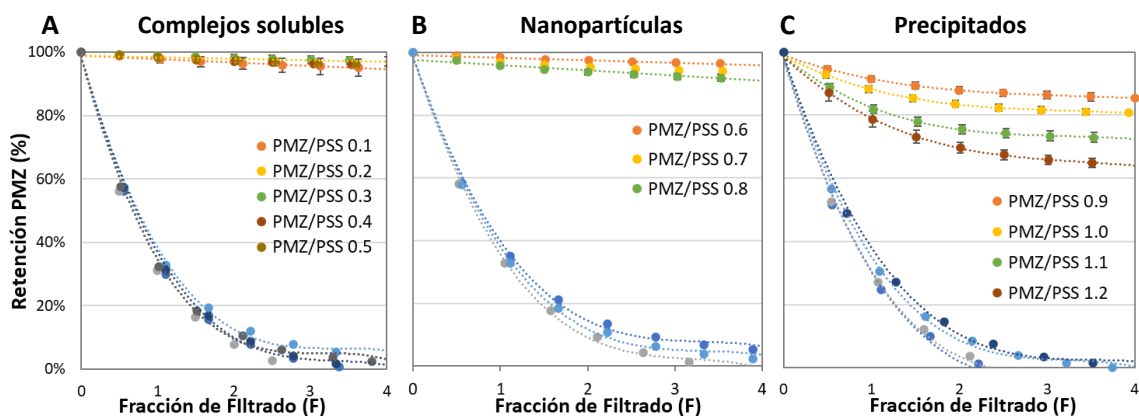 A Complejos solubles
100%
80%
60%
40%
20%
0%
Retención PMZ (%)
PMZ/PSS 0.1
PMZ/PSS 0.2
PMZ/PSS 0.3
PMZ/PSS 0.4
PMZ/PSS 0.5
0 1 2 3 4
Fracción de FIltrado (F)
B Nanopartículas
PMZ/PSS 0.6
PMZ/PSS 0.7
PMZ/PSS 0.8
0 1 2 3 4
Fracción de Filtrado (F)
C Precipitados
PMZ/PSS 0.9
PMZ/PSS 1.0
PMZ/PSS 1.1
PMZ/PSS 1.2
0 1 2 3 4
Fracción de Filtrado (F)